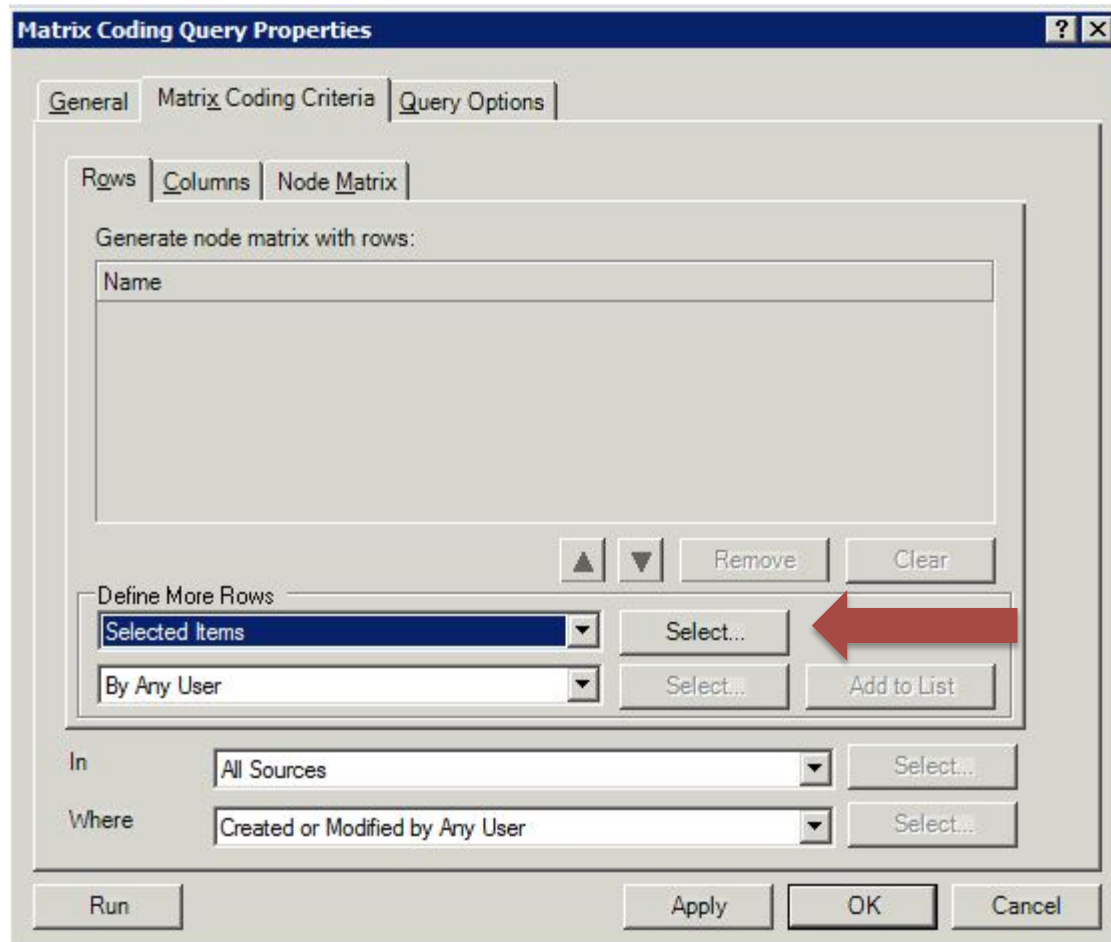 Matrix Coding Query Properties ? X
General Matrix Coding Criteria Query Options
Rows Columns Node Matrix
Generate node matrix with rows:
Name
Remove Clear
Define More Rows
Selected Items Select...
By Any User Select... Add to List
In All Sources Select...
Where Created or Modified by Any User Select...
Run Apply OK Cancel